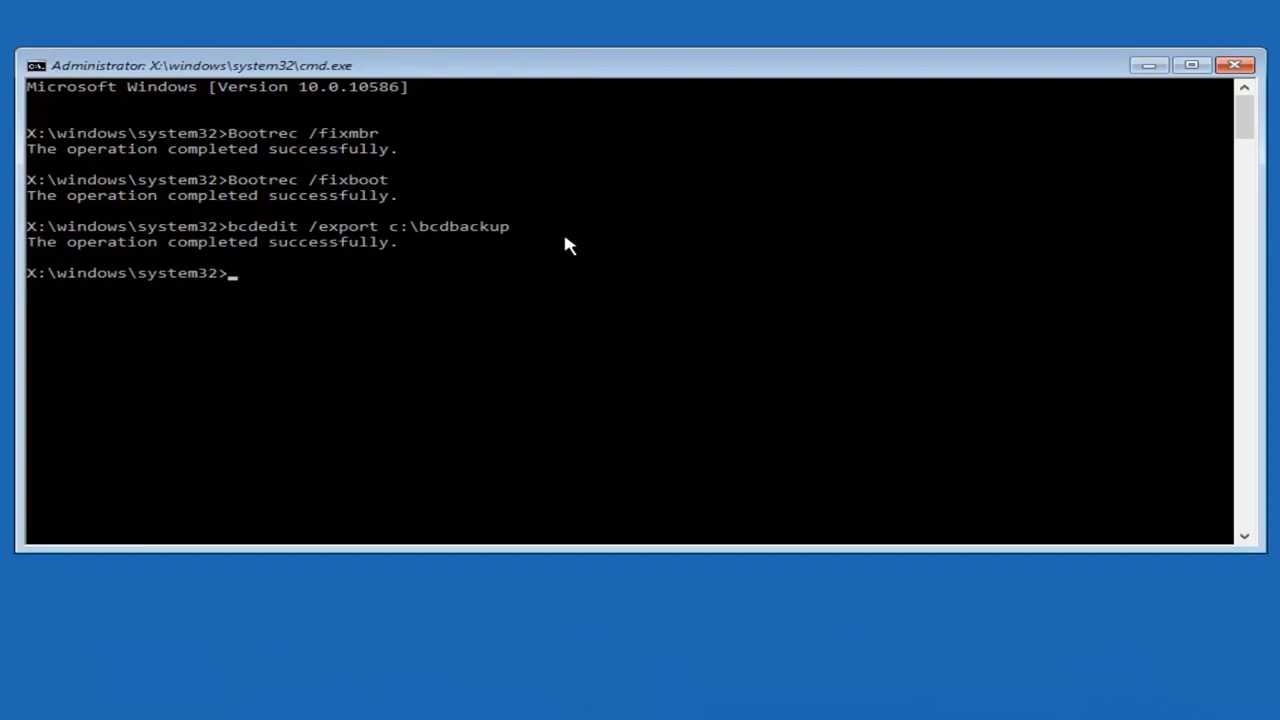 Administrator: X:\windows\system32\cmd.exe
Microsoft Windows [Version 10.0.10586]
X:\windows\system32>Bootrec /fixmbr
The operation completed successfully.
X:\windows\system32>Bootrec /fixboot
The operation completed successfully.
X:\windows\system32>bcdedit /export c:\bcdbackup
The operation completed successfully.
X:\windows\system32>